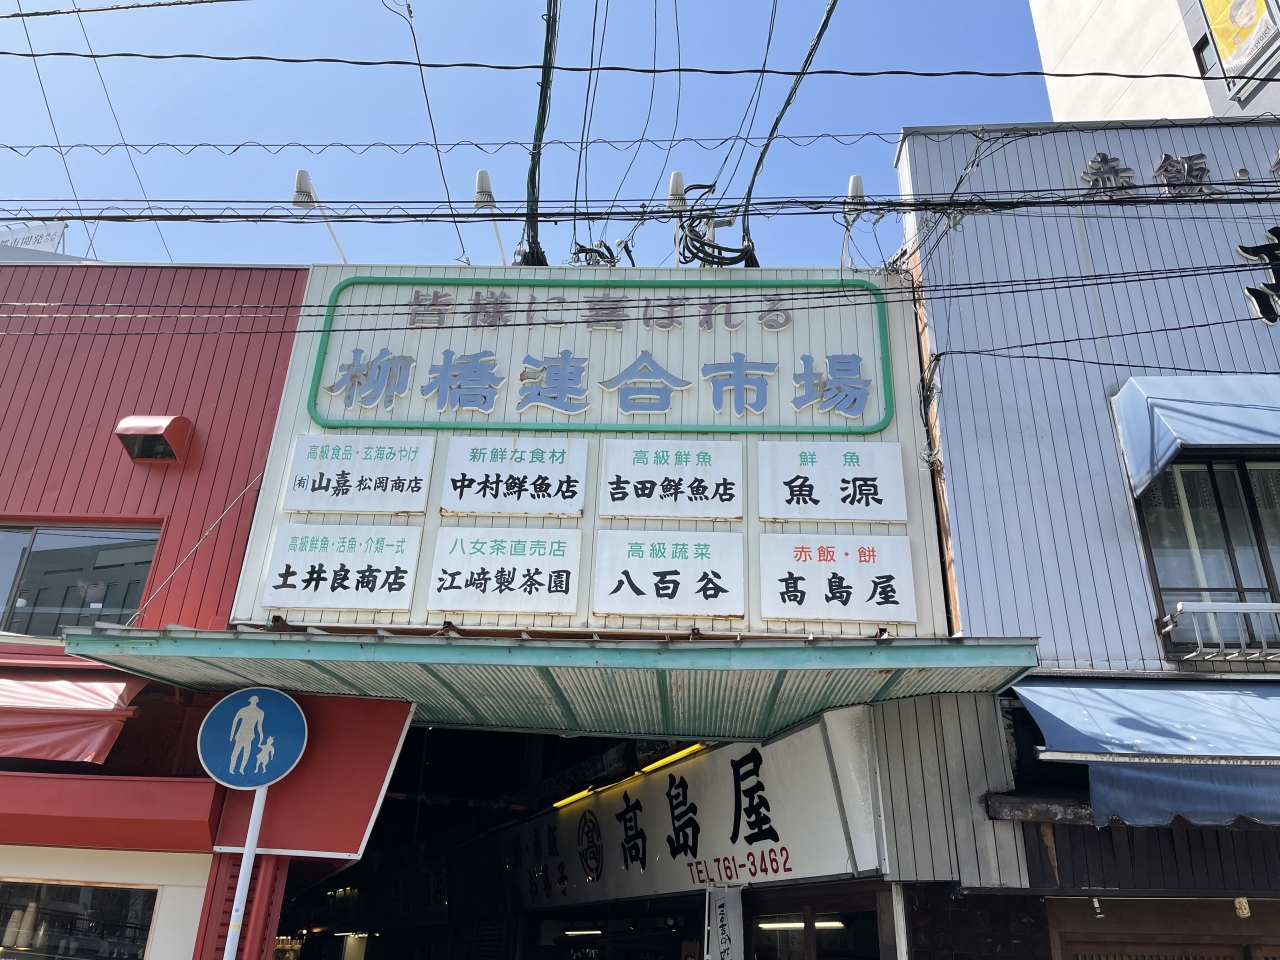 皆様に喜ばれる
柳橋連合市場
高級食品・玄海みやげ
(有)山嘉 松岡商店
新鮮な食材
中村鮮魚店
高級鮮魚
吉田鮮魚店
鮮魚
魚源
高級鮮魚・活魚・介類一式
土井良商店
八女茶直売店
江﨑製茶園
高級蔬菜
八百谷
赤飯・餅
髙島屋
赤飯・
髙島屋
TEL761-3462